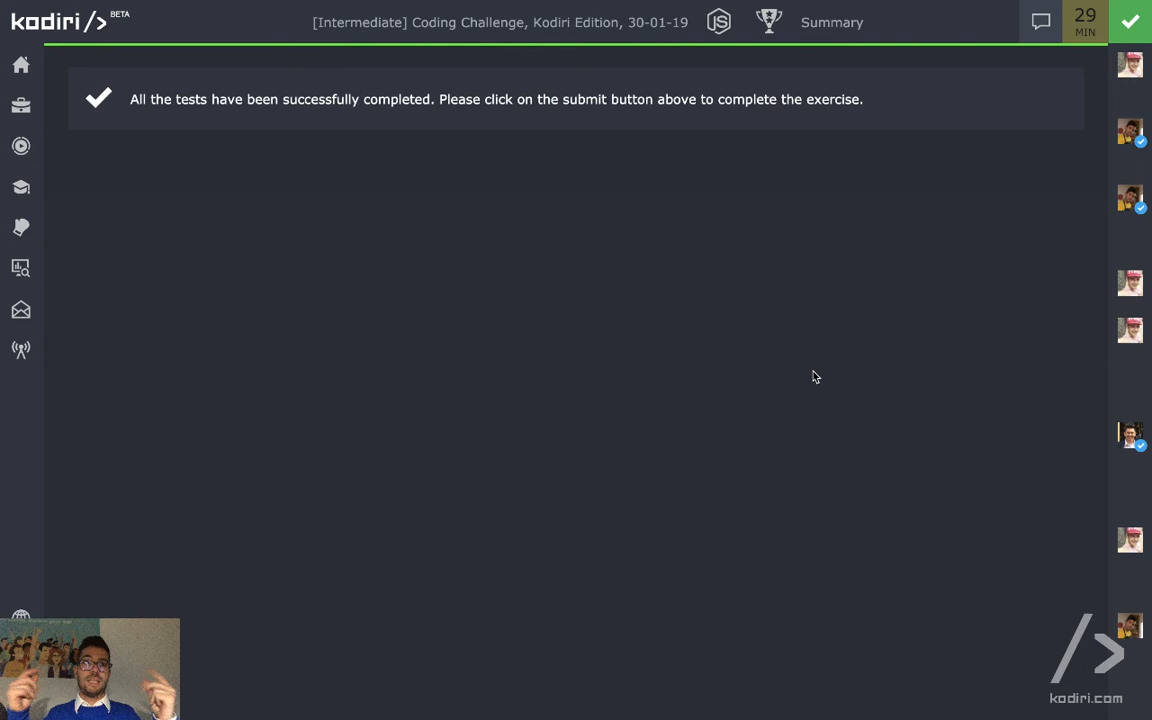 kodiri </> BETA
[Intermediate] Coding Challenge, Kodiri Edition, 30-01-19
JS
Summary
29
MIN
All the tests have been successfully completed. Please click on the submit button above to complete the exercise.
</>
kodiri.com